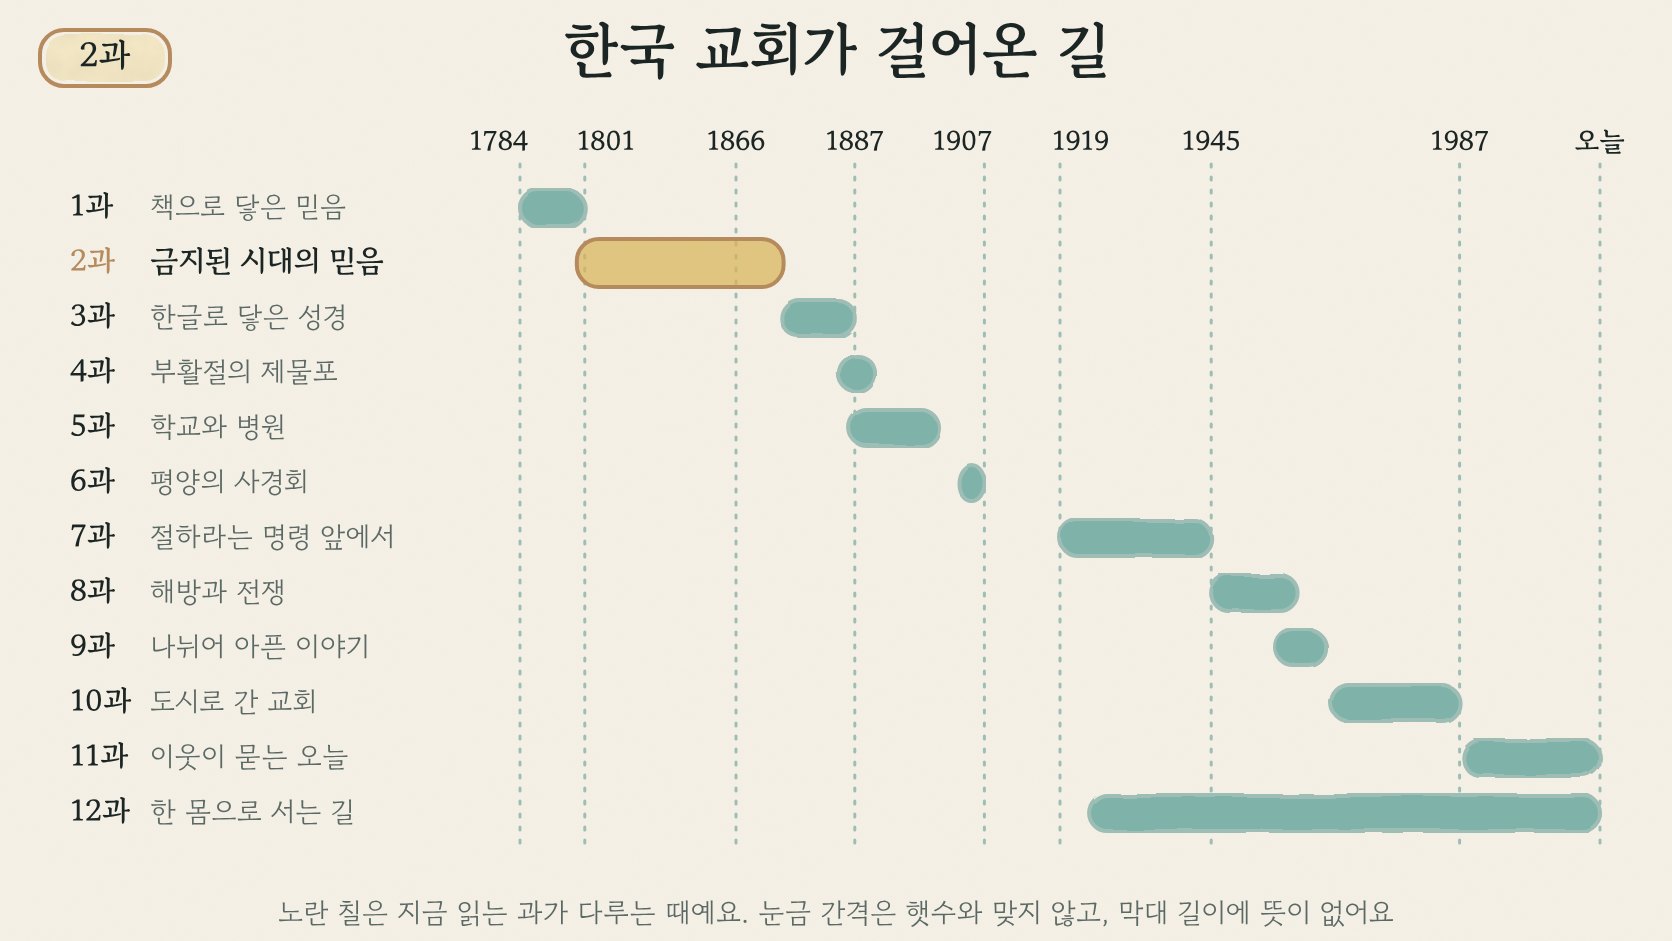 2과
한국 교회가 걸어온 길
1784 1801 1866 1887 1907 1919 1945 1987 오늘
1과 책으로 닿은 믿음
2과 금지된 시대의 믿음
3과 한글로 닿은 성경
4과 부활절의 제물포
5과 학교와 병원
6과 평양의 사경회
7과 절하라는 명령 앞에서
8과 해방과 전쟁
9과 나뉘어 아픈 이야기
10과 도시로 간 교회
11과 이웃이 묻는 오늘
12과 한 몸으로 서는 길
노란 칠은 지금 읽는 과가 다루는 때예요. 눈금 간격은 햇수와 맞지 않고, 막대 길이에 뜻이 없어요